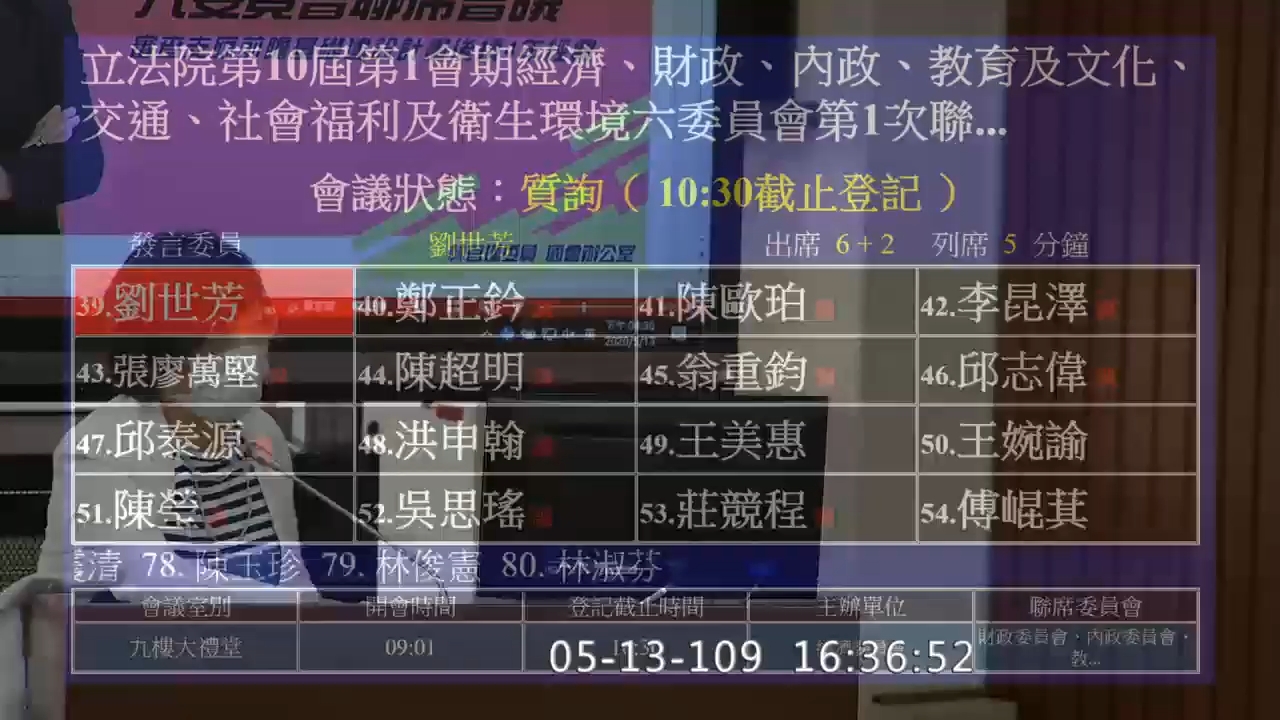 立法院第10屆第1會期經濟、財政、內政、教育及文化、
交通、社會福利及衛生環境六委員會第1次聯...
會議狀態：質詢（ 10:30截止登記 ）
發言委員 劉世芳 出席 6+2 列席 5 分鐘
39.劉世芳 40.鄭正鈐 41.陳歐珀 42.李昆澤
43.張廖萬堅 44.陳超明 45.翁重鈞 46.邱志偉
47.邱泰源 48.洪申翰 49.王美惠 50.王婉諭
51.陳瑩 52.吳思瑤 53.莊競程 54.傅崐萁
清 78. 陳玉珍 79. 林俊憲 80. 林淑芬
會議室別 開會時間 登記截止時間 主辦單位 聯席委員會
九樓大禮堂 09:01 財政委員會、內政委員會、
教...
05-13-109 16:36:52